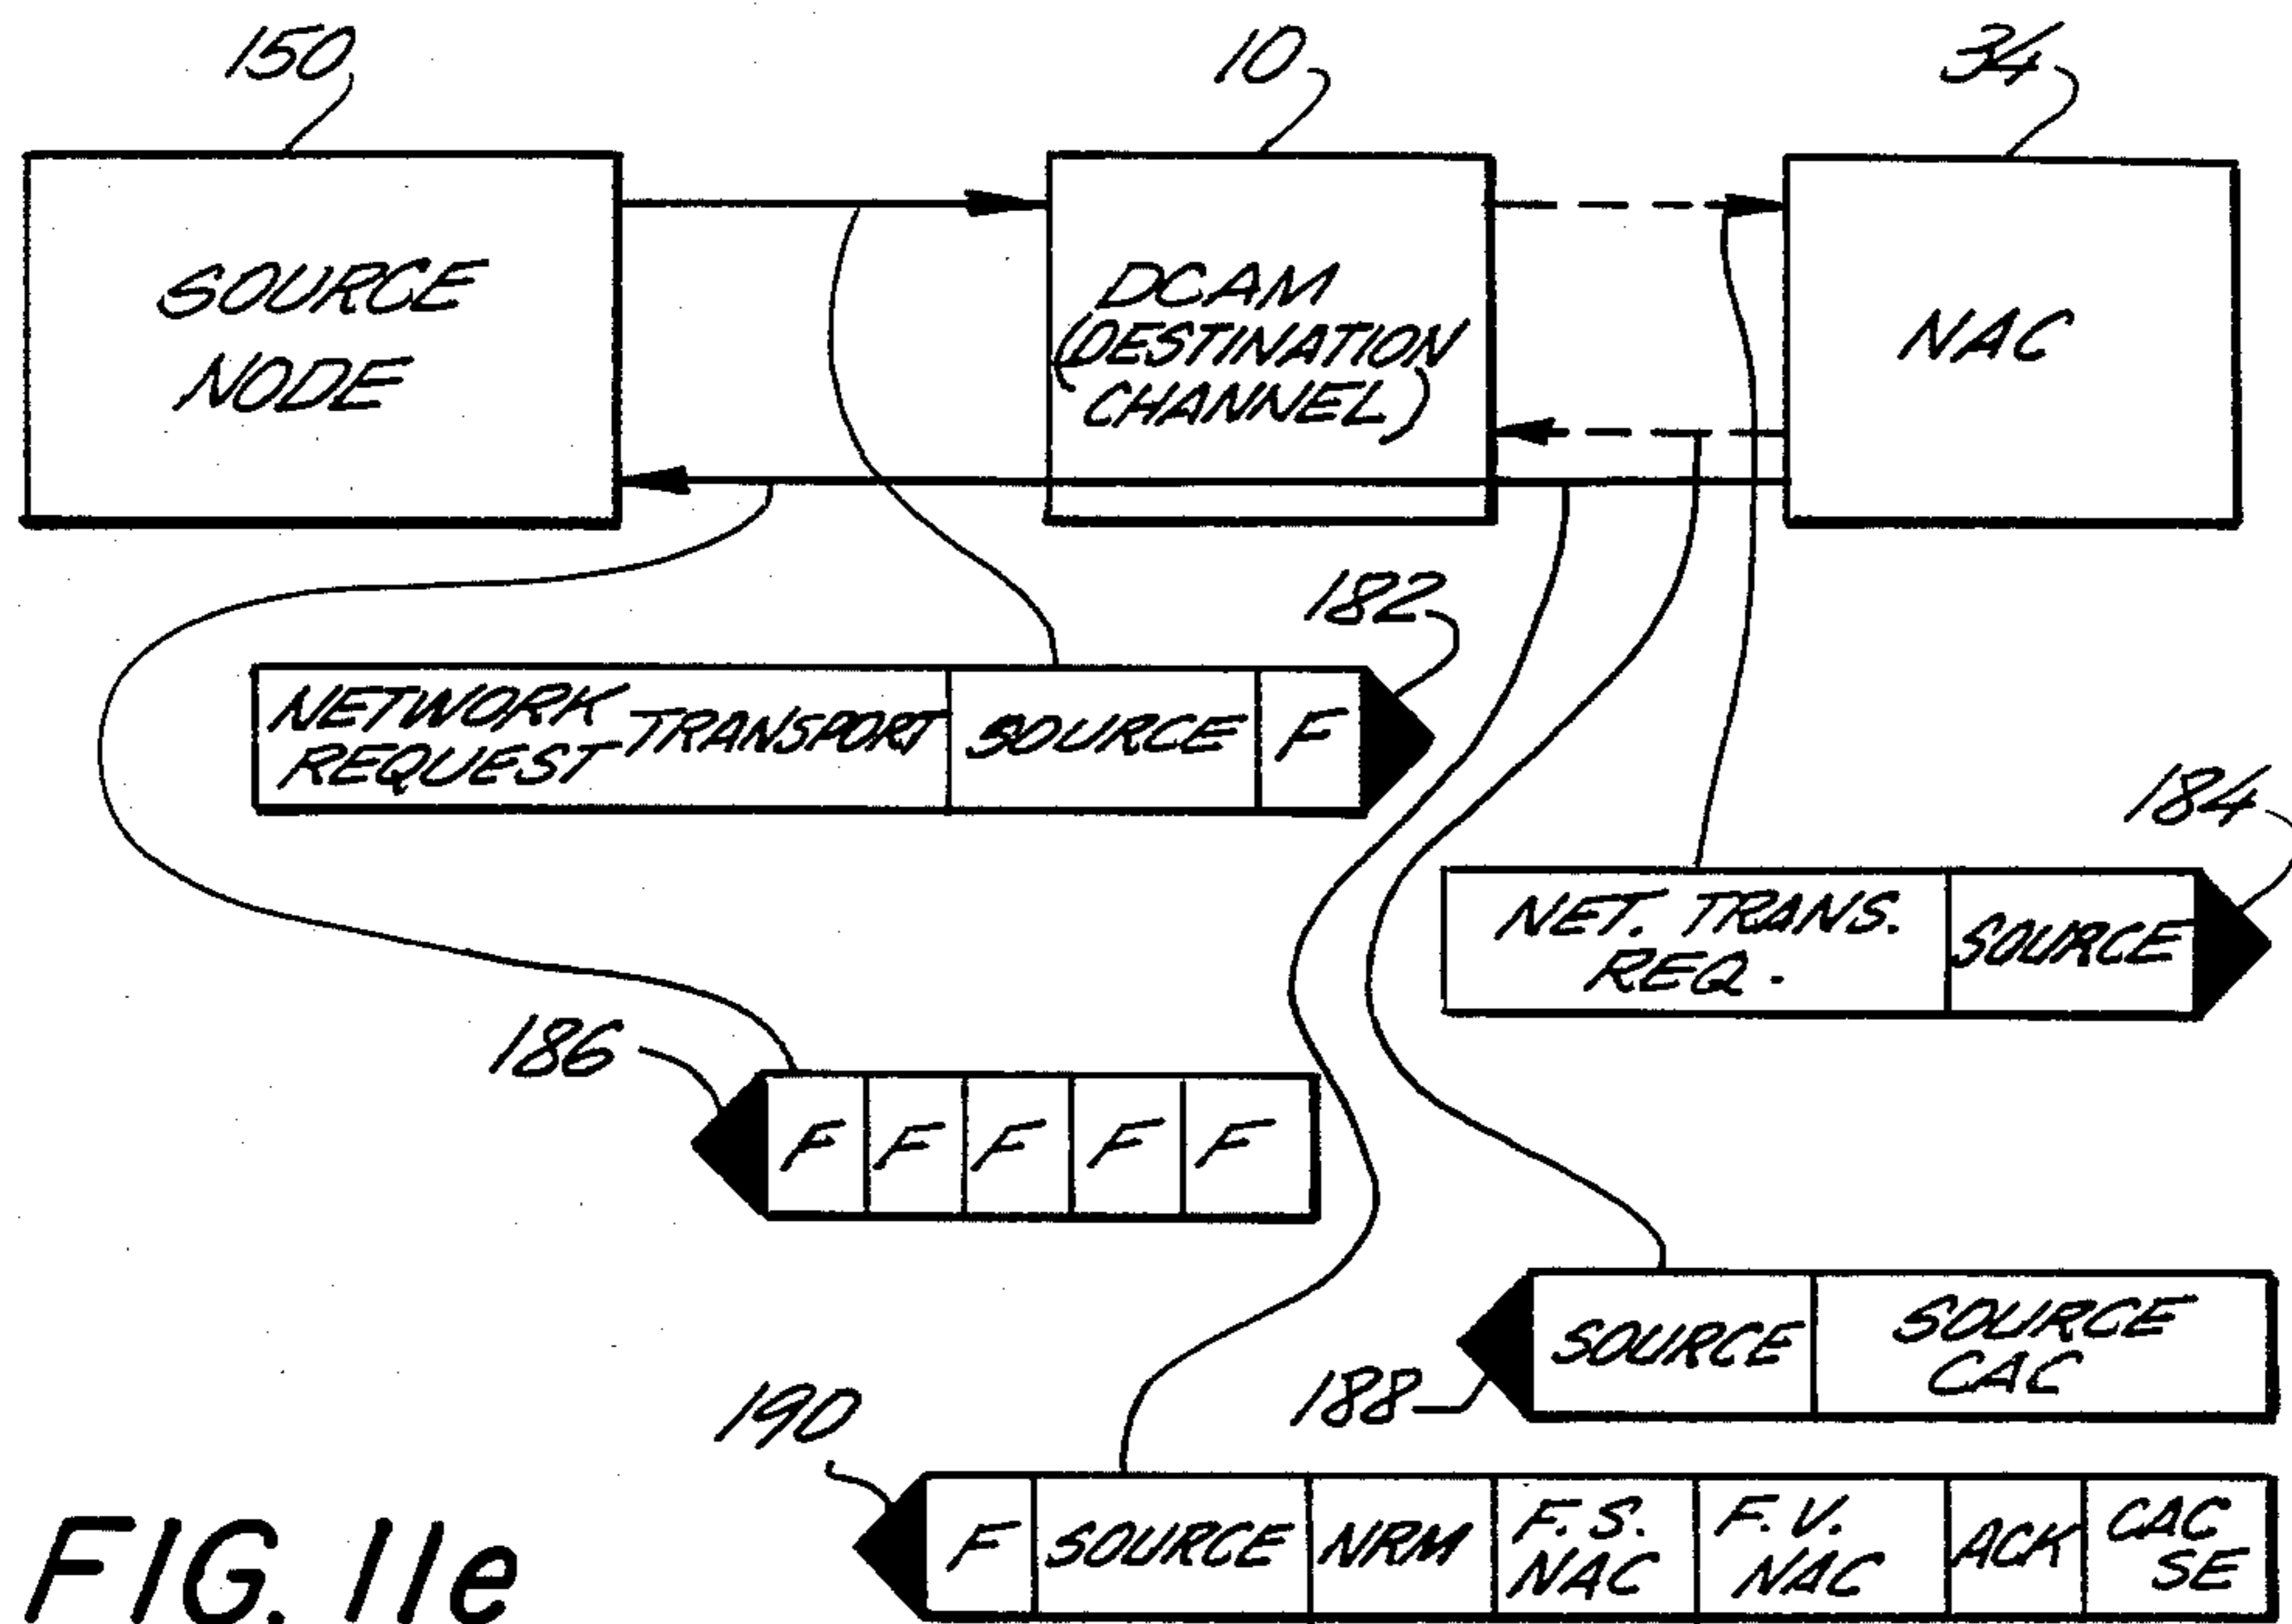 150
10
34
SOURCE
NODE
DCAM
(DESTINATION
CHANNEL)
NAC
182
NETWORK
REQUEST
TRANSPORT
SOURCE
F
184
NET. TRANS.
REQ.
SOURCE
186
F F F F F
188
SOURCE
SOURCE
CAC
190
F
SOURCE
NRM
F.S.
NAC
F.V.
NAC
ACK
CAC
SE
FIG. 11e